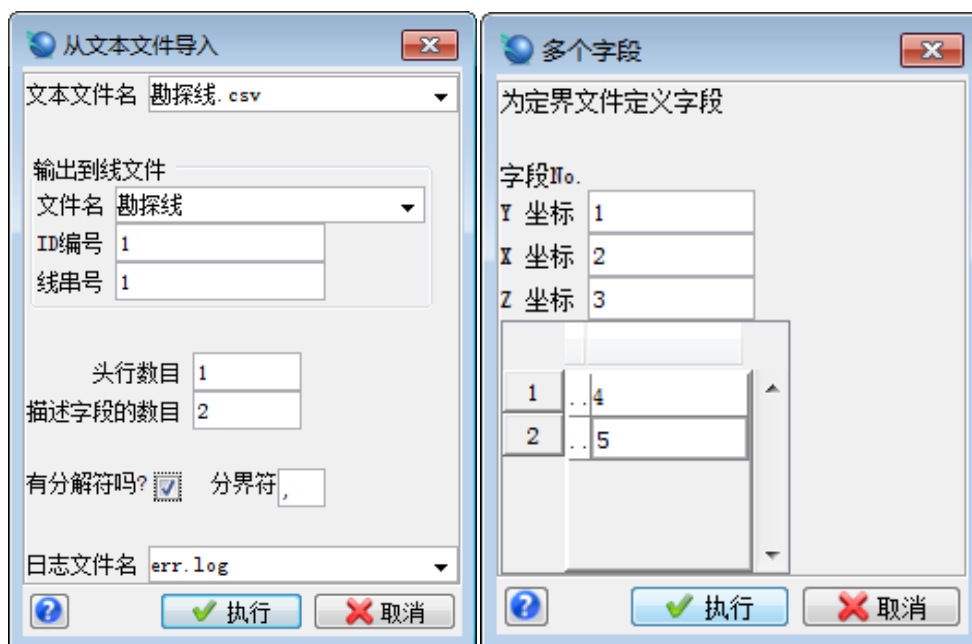 从文本文件导入
文本文件名 勘探线.csv
输出到线文件
文件名 勘探线
ID编号 1
线串号 1
头行数目 1
描述字段的数目 2
有分解符吗? 分界符 ,
日志文件名 err.log
执行 取消
多个字段
为定界文件定义字段
字段No.
Y 坐标 1
X 坐标 2
Z 坐标 3
1 .. 4
2 .. 5
执行 取消